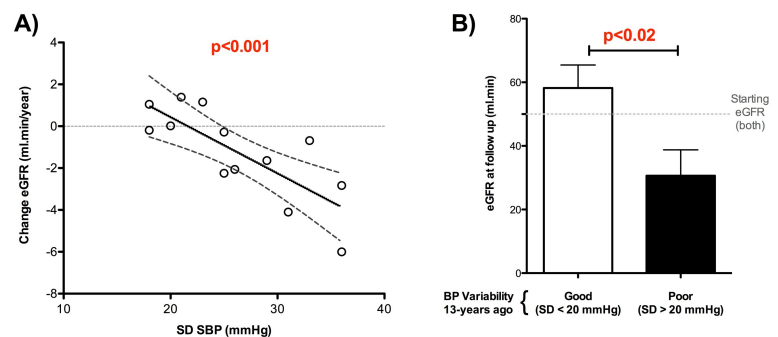 A)
p<0.001
Change eGFR (ml.min/year)
4
2
0
-2
-4
-6
-8
10
20
30
40
SD SBP (mmHg)
B)
p<0.02
eGFR at follow up (ml.min)
80
60
40
20
0
Starting
eGFR
(both)
BP Variability
13-years ago
{
Good
(SD < 20 mmHg)
Poor
(SD > 20 mmHg)